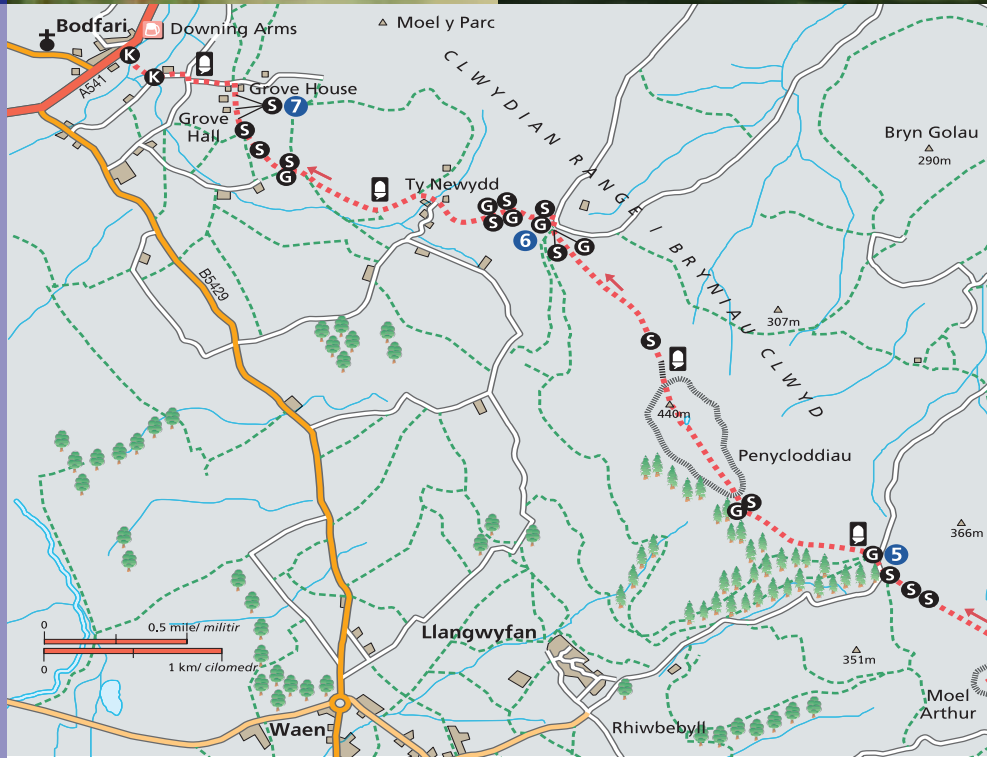 Bodfari
Downing Arms
Moel y Parc
CLWYDIAN RANGE / BRYNIAU CLWYD
K
K
A541
Grove House
S
7
Grove
Hall
S
S
S
G
Bryn Golau
290m
Ty Newydd
G
S
S
G
S
G
6
S
G
B5429
307m
S
440m
Penycloddiau
S
G
366m
G
5
S
S
S
0
0,5 mile/ militir
0
1 km/ cilomedr
Llangwyfan
351m
Moel
Arthur
Waen
Rhiwbebyll